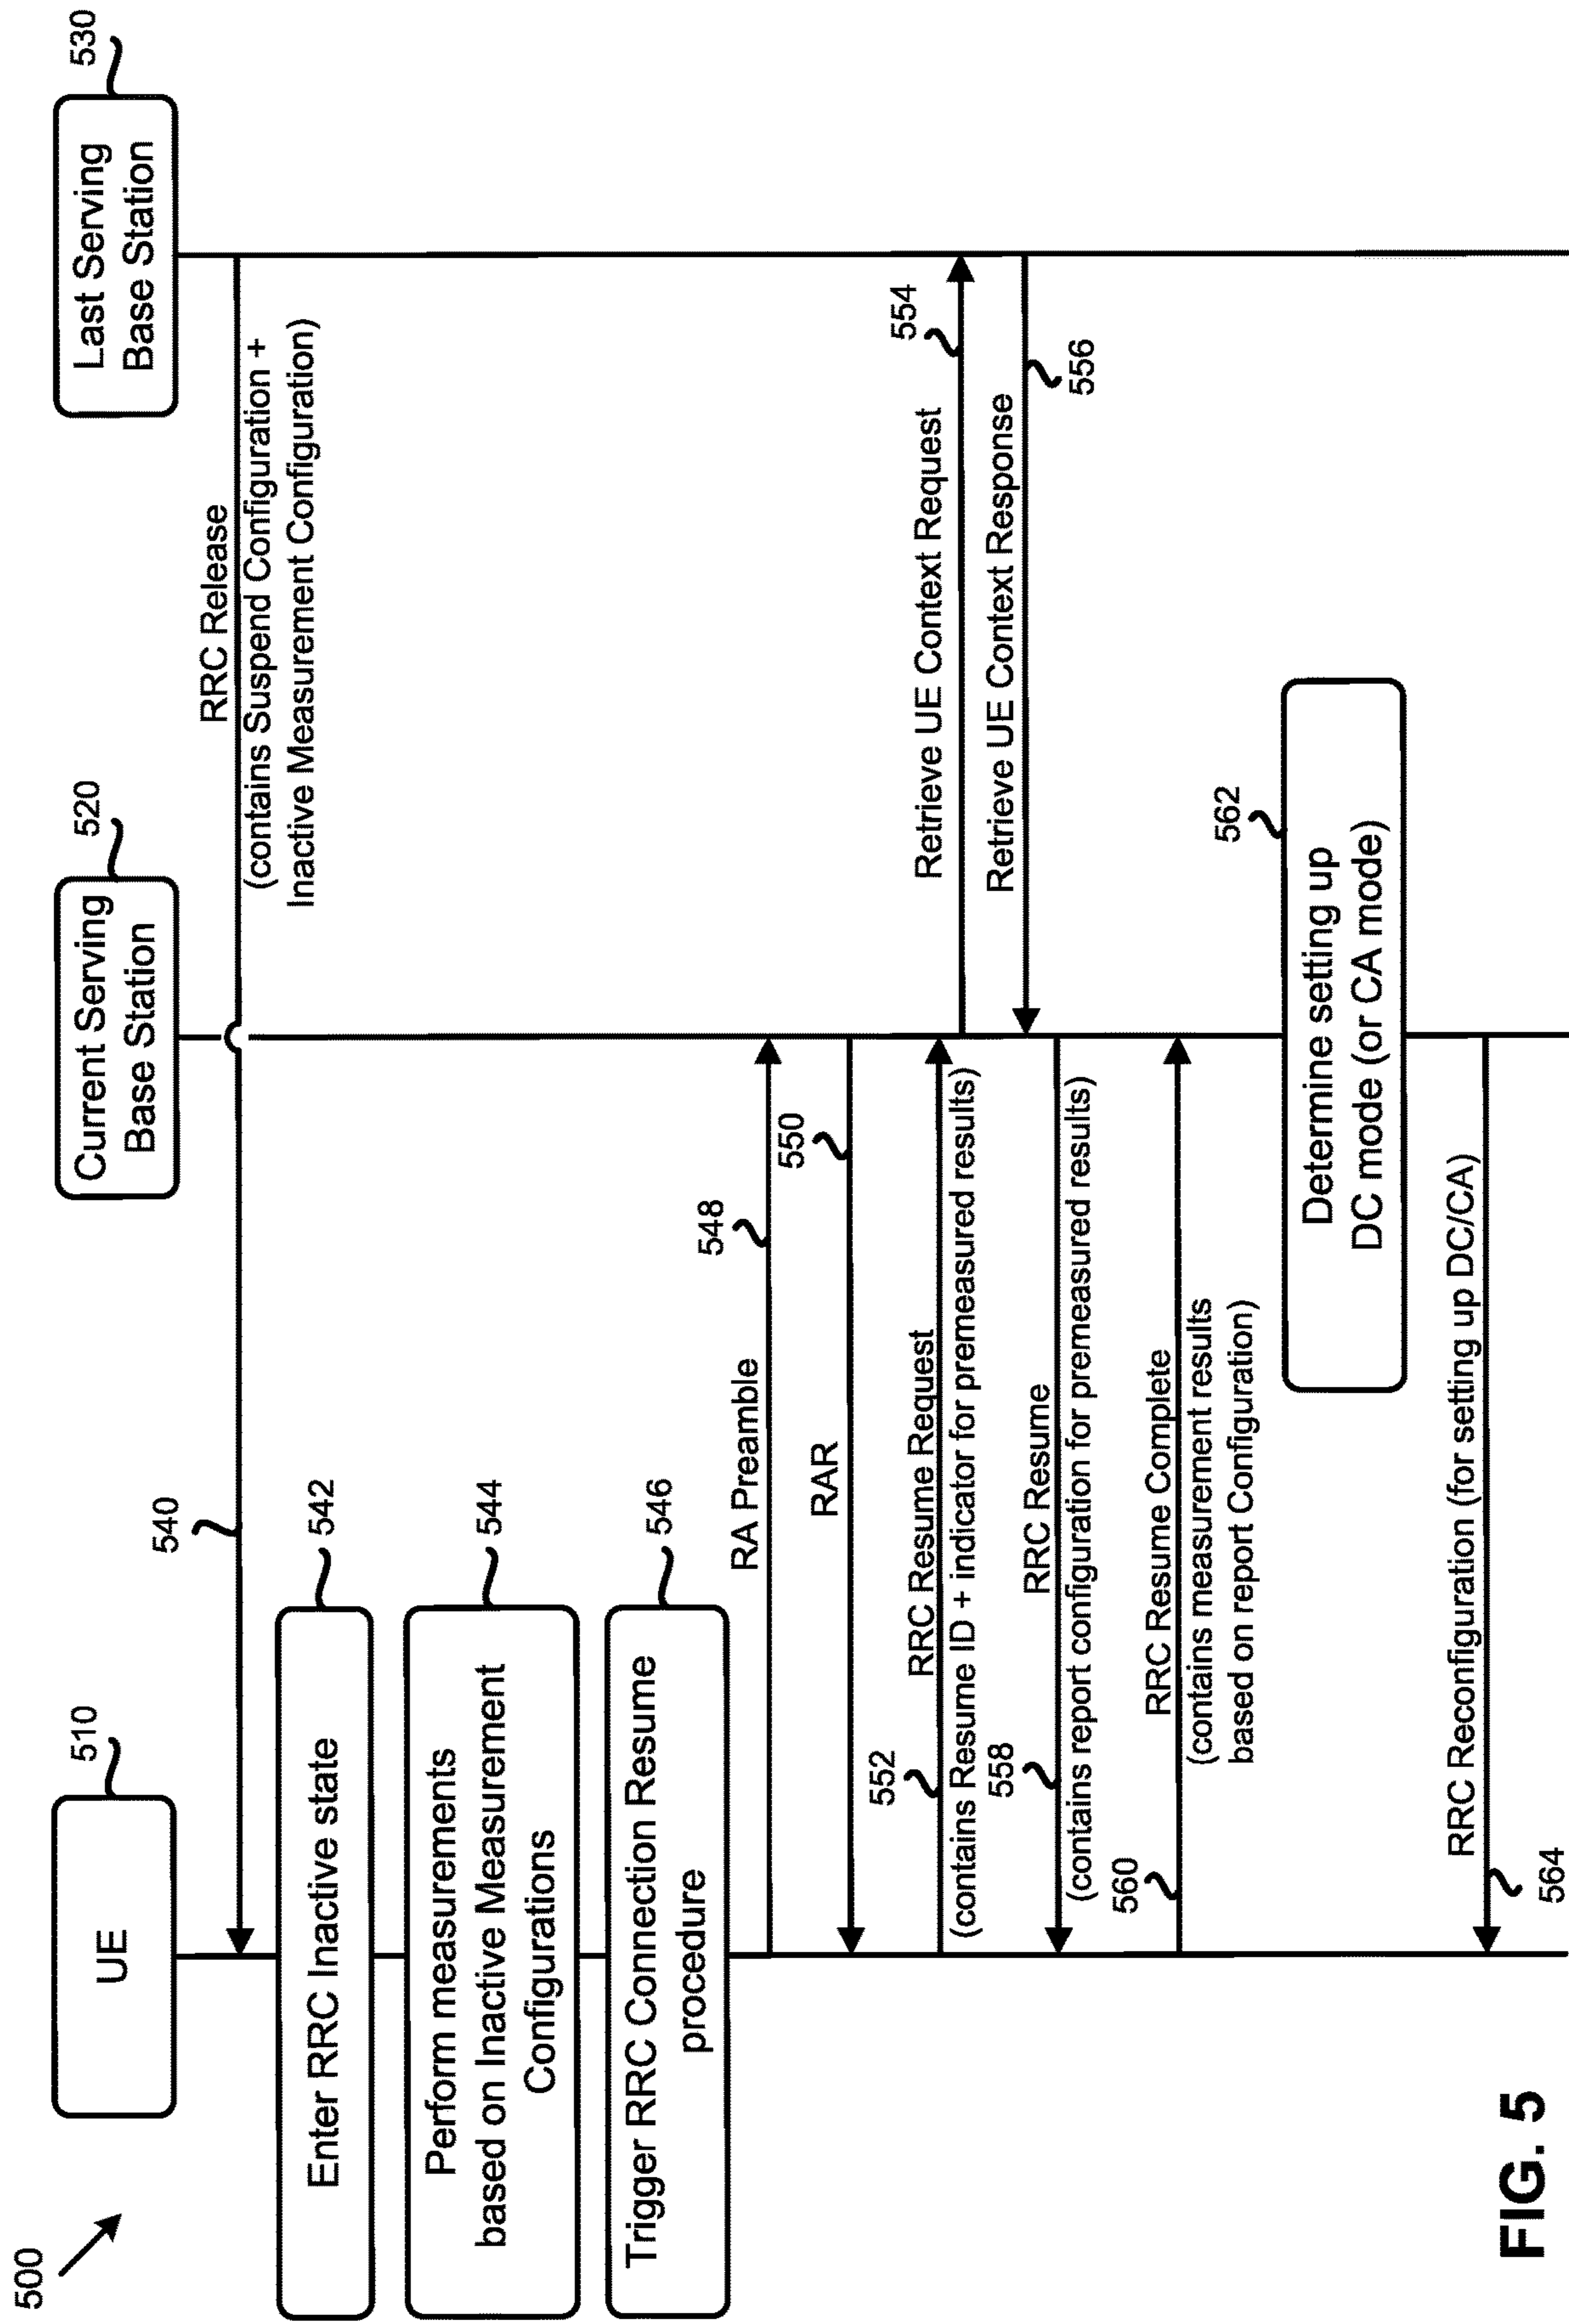 500
UE
510
Current Serving
Base Station
520
Last Serving
Base Station
530
540
RRC Release
(contains Suspend Configuration +
Inactive Measurement Configuration)
Enter RRC Inactive state
542
Perform measurements
based on Inactive Measurement
Configurations
544
Trigger RRC Connection Resume
procedure
546
RA Preamble
548
RAR
550
552
RRC Resume Request
(contains Resume ID + indicator for premeasured results)
Retrieve UE Context Request
554
Retrieve UE Context Response
556
558
RRC Resume
(contains report configuration for premeasured results)
560
RRC Resume Complete
(contains measurement results
based on report Configuration)
Determine setting up
DC mode (or CA mode)
562
RRC Reconfiguration (for setting up DC/CA)
564
FIG. 5